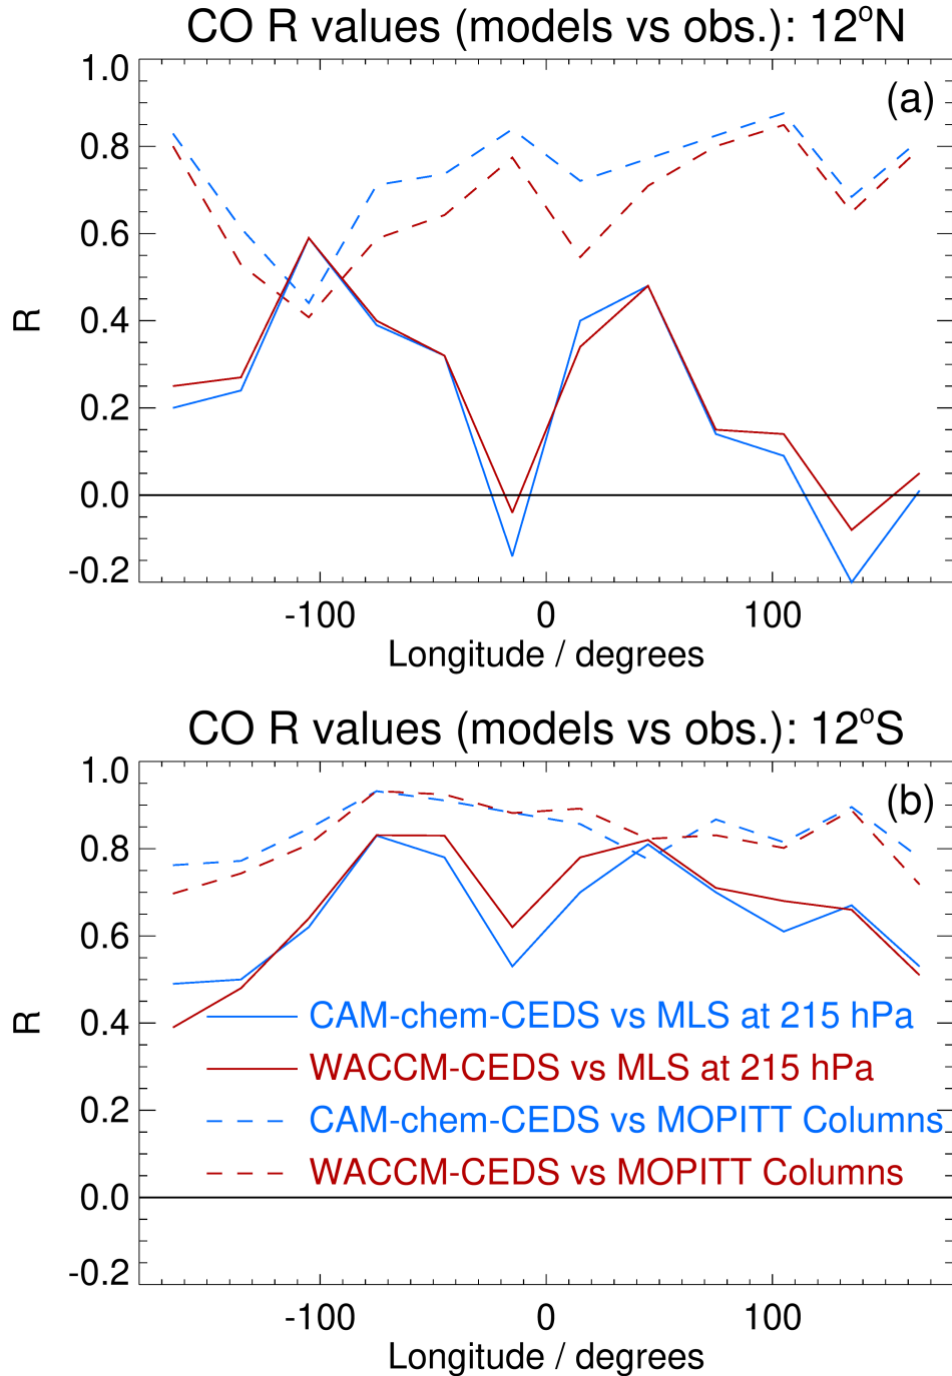 CO R values (models vs obs.): 12°N
(a)
1.0
0.8
0.6
0.4
0.2
0.0
-0.2
R
-100 0 100
Longitude / degrees
CO R values (models vs obs.): 12°S
(b)
1.0
0.8
0.6
0.4
0.2
0.0
-0.2
R
CAM-chem-CEDS vs MLS at 215 hPa
WACCM-CEDS vs MLS at 215 hPa
CAM-chem-CEDS vs MOPITT Columns
WACCM-CEDS vs MOPITT Columns
-100 0 100
Longitude / degrees